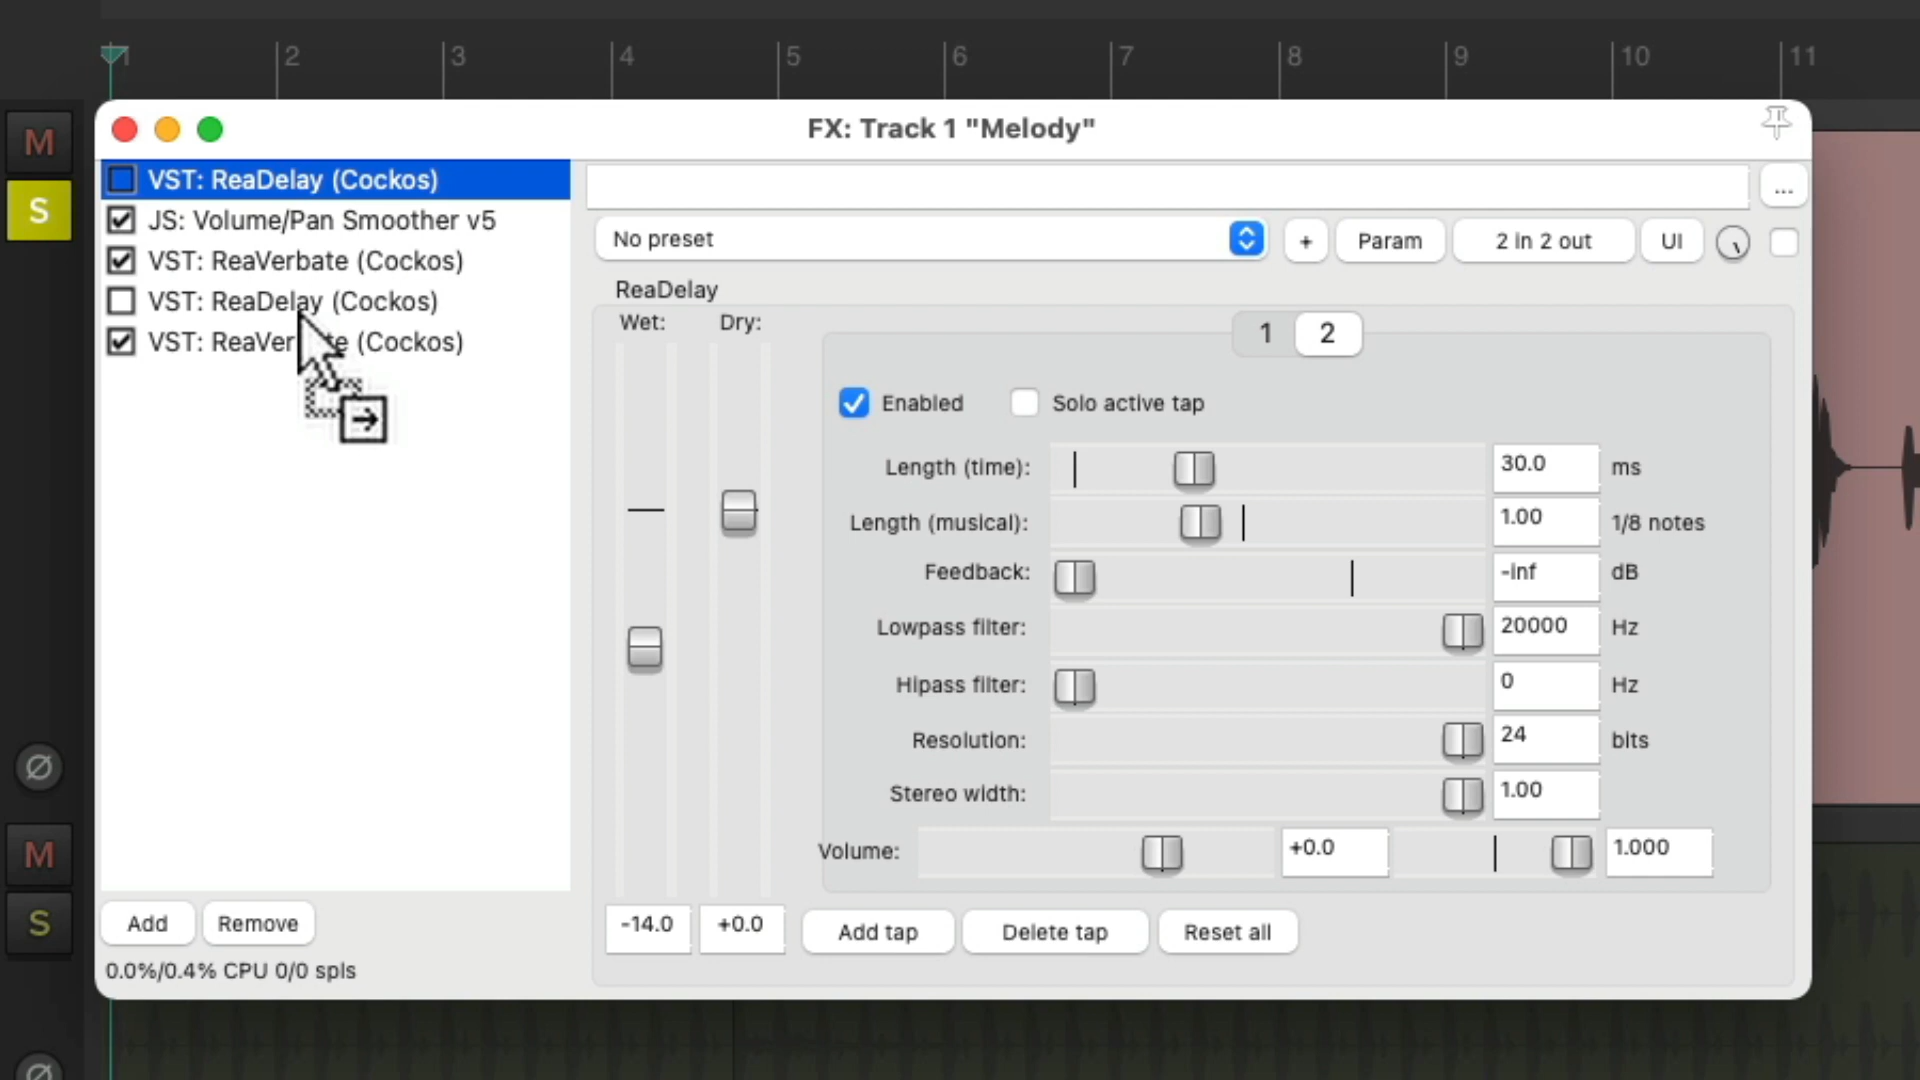 1 2 3 4 5 6 7 8 9 10 11
FX: Track 1 "Melody"
M
S
VST: ReaDelay (Cockos)
JS: Volume/Pan Smoother v5
VST: ReaVerbate (Cockos)
VST: ReaDelay (Cockos)
VST: ReaVerbate (Cockos)
...
No preset
+
Param
2 in 2 out
UI
ReaDelay
Wet: Dry:
1 2
Enabled
Solo active tap
Length (time): 30.0 ms
Length (musical): 1.00 1/8 notes
Feedback: -inf dB
Lowpass filter: 20000 Hz
Hipass filter: 0 Hz
Resolution: 24 bits
Stereo width: 1.00
Volume: +0.0 1.000
-14.0 +0.0
Add tap
Delete tap
Reset all
Add
Remove
0.0%/0.4% CPU 0/0 spls
M
S